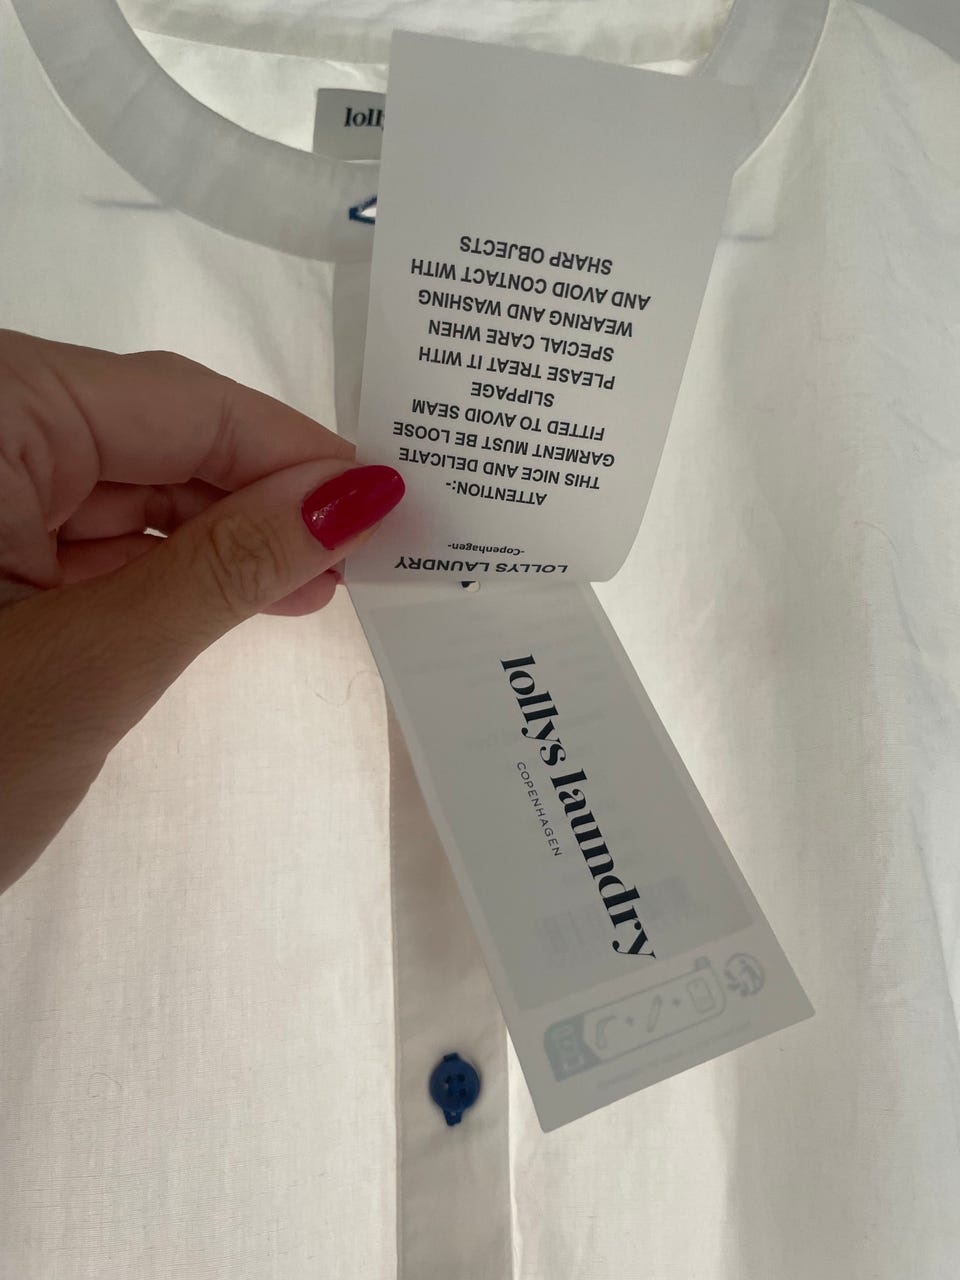 loll
LOLLYS LAUNDRY
-Copenhagen-
ATTENTION:-
THIS NICE AND DELICATE
GARMENT MUST BE LOOSE
FITTED TO AVOID SEAM
SLIPPAGE
PLEASE TREAT IT WITH
SPECIAL CARE WHEN
WEARING AND WASHING
AND AVOID CONTACT WITH
SHARP OBJECTS
lollys laundry
COPENHAGEN